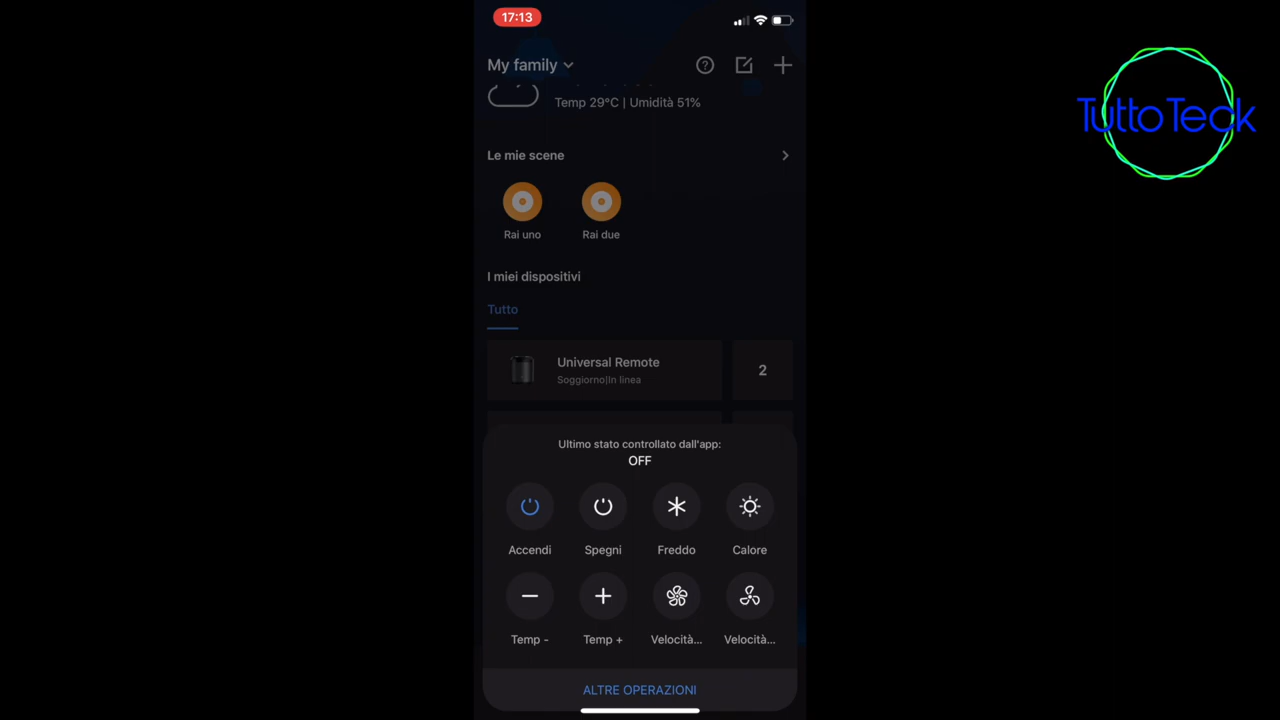 17:13
My family
Temp 29°C | Umidità 51%
Le mie scene
Rai uno
Rai due
I miei dispositivi
Tutto
Universal Remote
Soggiorno|In linea
2
Ultimo stato controllato dall'app:
OFF
Accendi
Spegni
Freddo
Calore
Temp -
Temp +
Velocità...
Velocità...
ALTRE OPERAZIONI
TuttoTeck